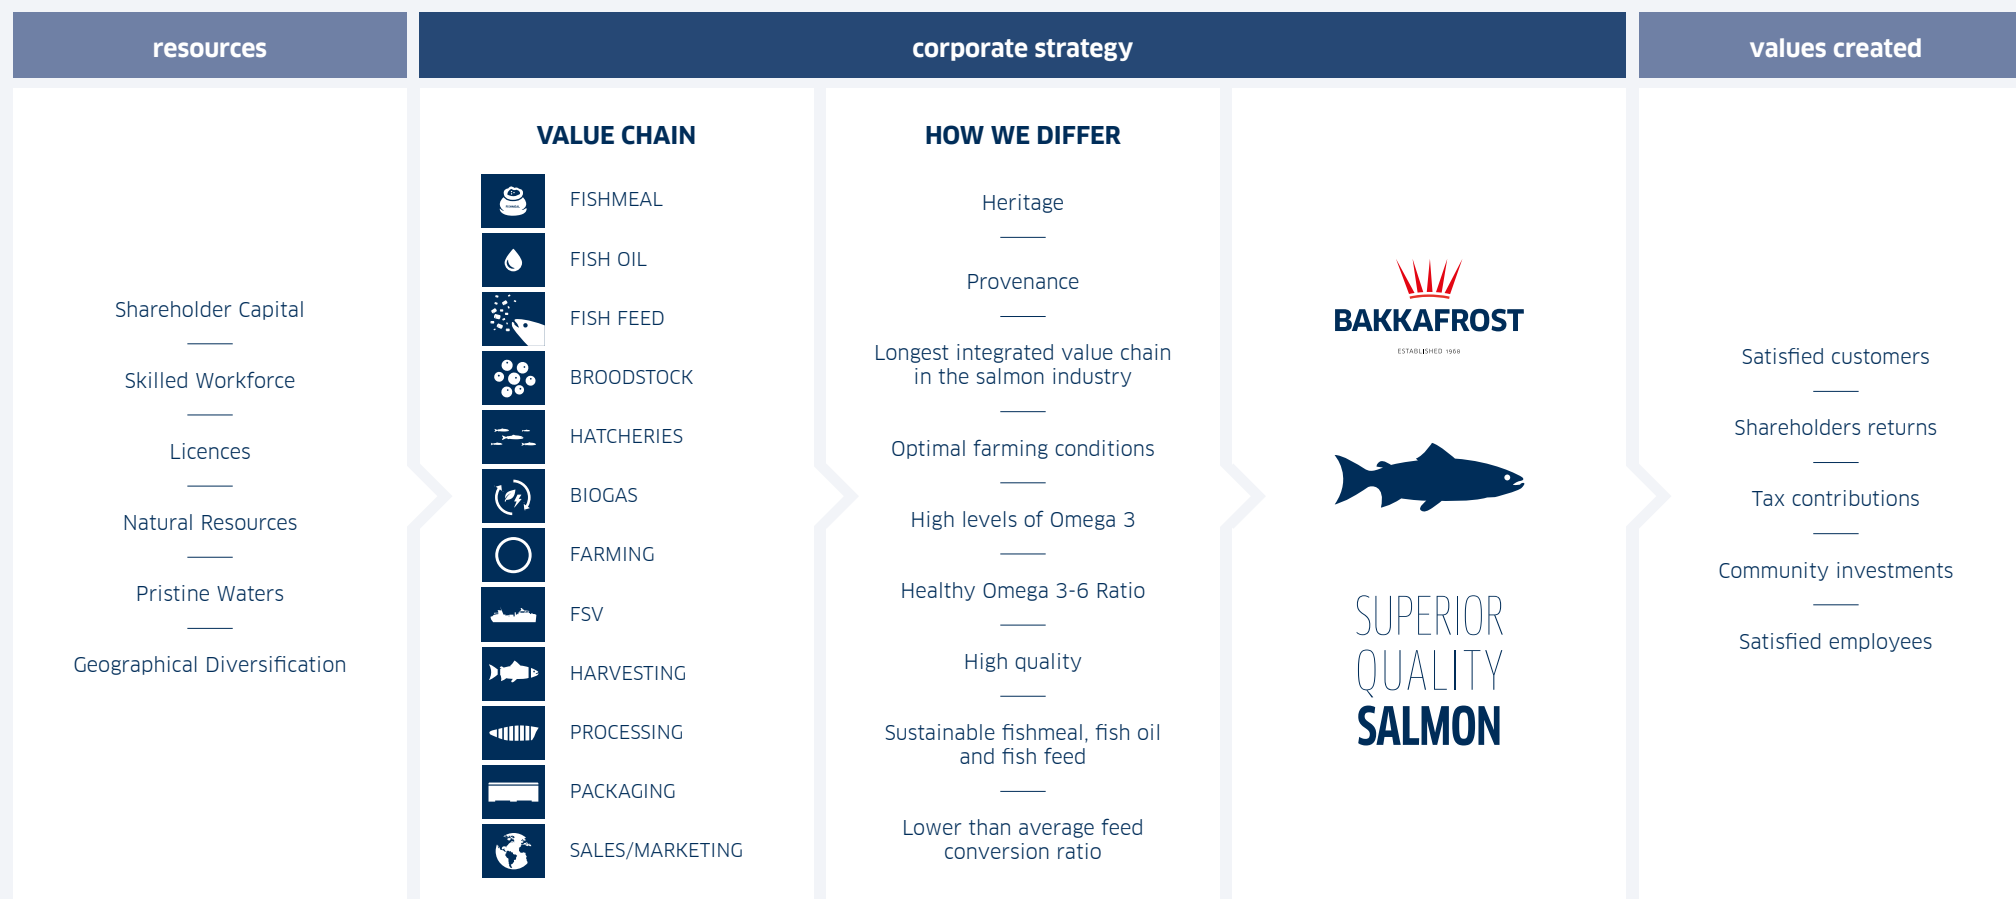 resources
corporate strategy
values created
Shareholder Capital
Skilled Workforce
Licences
Natural Resources
Pristine Waters
Geographical Diversification
VALUE CHAIN
FISHMEAL
FISH OIL
FISH FEED
BROODSTOCK
HATCHERIES
BIOGAS
FARMING
FSV
HARVESTING
PROCESSING
PACKAGING
SALES/MARKETING
HOW WE DIFFER
Heritage
Provenance
Longest integrated value chain
in the salmon industry
Optimal farming conditions
High levels of Omega 3
Healthy Omega 3-6 Ratio
High quality
Sustainable fishmeal, fish oil
and fish feed
Lower than average feed
conversion ratio
BAKKAFROST
ESTABLISHED 1968
SUPERIOR
QUALITY
SALMON
Satisfied customers
Shareholders returns
Tax contributions
Community investments
Satisfied employees